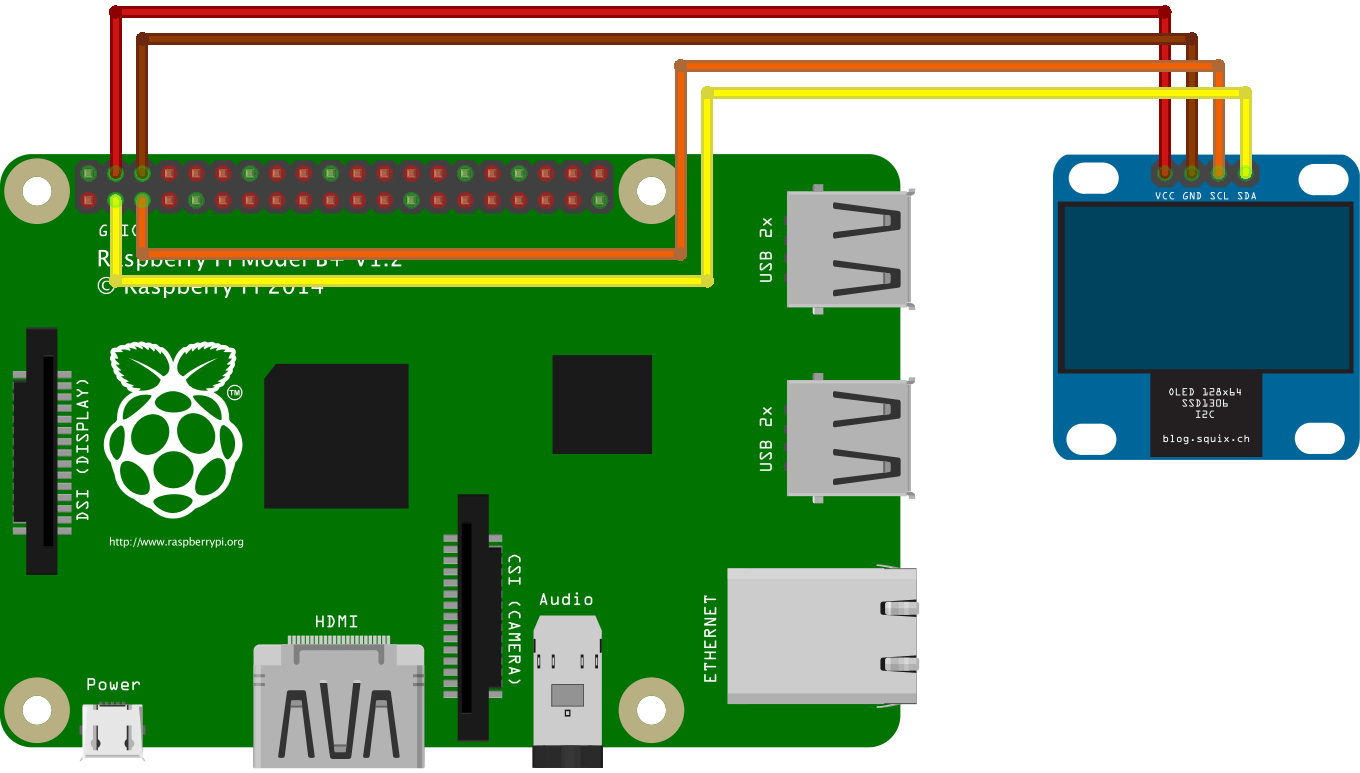 VCC GND SCL SDA
GPIO
Raspberry Pi Model B+ V1.2
© Raspberry Pi 2014
USB 2x
DSI (DISPLAY)
TM
USB 2x
OLED 128x64
SSD1306
I2C
blog.squix.ch
http://www.raspberrypi.org
CSI (CAMERA)
Audio
ETHERNET
HDMI
Power